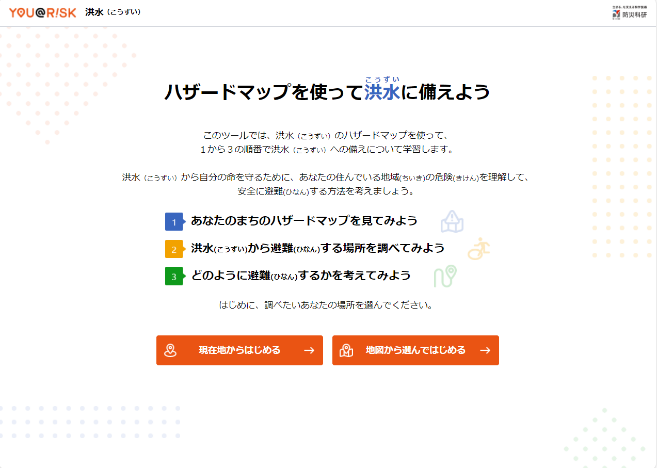 YOU@RISK 洪水（こうずい）
防災科研
ハザードマップを使って洪水に備えよう
こうずい
このツールでは、洪水（こうずい）のハザードマップを使って、
１から３の順番で洪水（こうずい）への備えについて学習します。
洪水（こうずい）から自分の命を守るために、あなたの住んでいる地域(ちいき)の危険(きけん)を理解して、
安全に避難(ひなん)する方法を考えましょう。
1 あなたのまちのハザードマップを見てみよう
2 洪水(こうずい)から避難(ひなん)する場所を調べてみよう
3 どのように避難(ひなん)するかを考えてみよう
はじめに、調べたいあなたの場所を選んでください。
現在地からはじめる →
地図から選んではじめる →